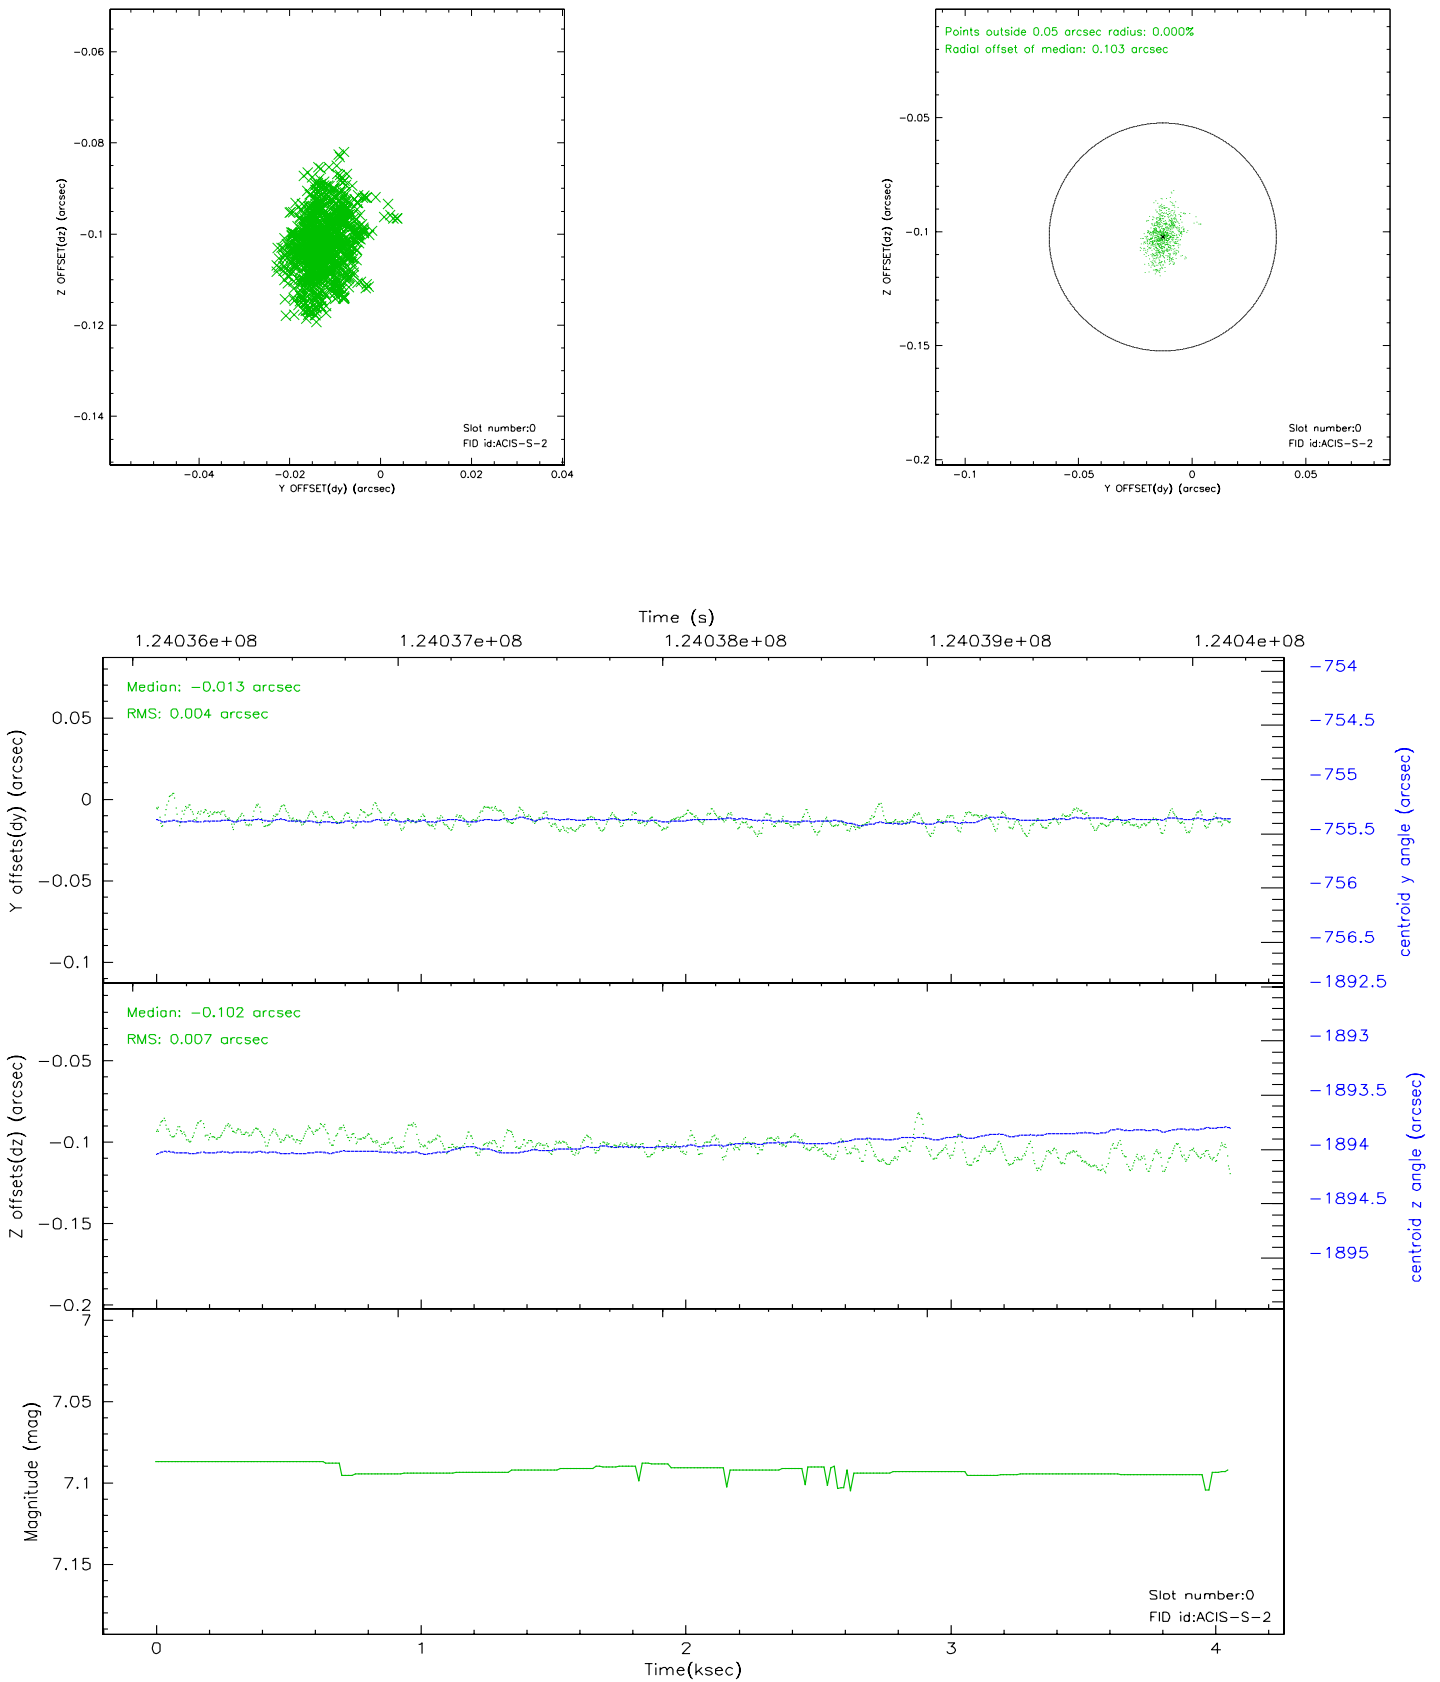 -0.06
-0.08
-0.1
-0.12
-0.14
Z OFFSET(dz) (arcsec)
Slot number:0
FID id:ACIS-S-2
-0.04 -0.02 0 0.02 0.04
Y OFFSET(dy) (arcsec)
Points outside 0.05 arcsec radius: 0.000%
Radial offset of median: 0.103 arcsec
-0.05
-0.1
-0.15
-0.2
Z OFFSET(dz) (arcsec)
Slot number:0
FID id:ACIS-S-2
-0.1 -0.05 0 0.05
Y OFFSET(dy) (arcsec)
Time (s)
1.24036e+08 1.24037e+08 1.24038e+08 1.24039e+08 1.2404e+08
Median: -0.013 arcsec
RMS: 0.004 arcsec
0.05
0
-0.05
-0.1
Y offsets(dy) (arcsec)
-754
-754.5
-755
-755.5
-756
-756.5
centroid y angle (arcsec)
-1892.5
Median: -0.102 arcsec
RMS: 0.007 arcsec
-0.05
-0.1
-0.15
-0.2
Z offsets(dz) (arcsec)
-1893
-1893.5
-1894
-1894.5
-1895
centroid z angle (arcsec)
7
7.05
7.1
7.15
Magnitude (mag)
Slot number:0
FID id:ACIS-S-2
0 1 2 3 4
Time(ksec)